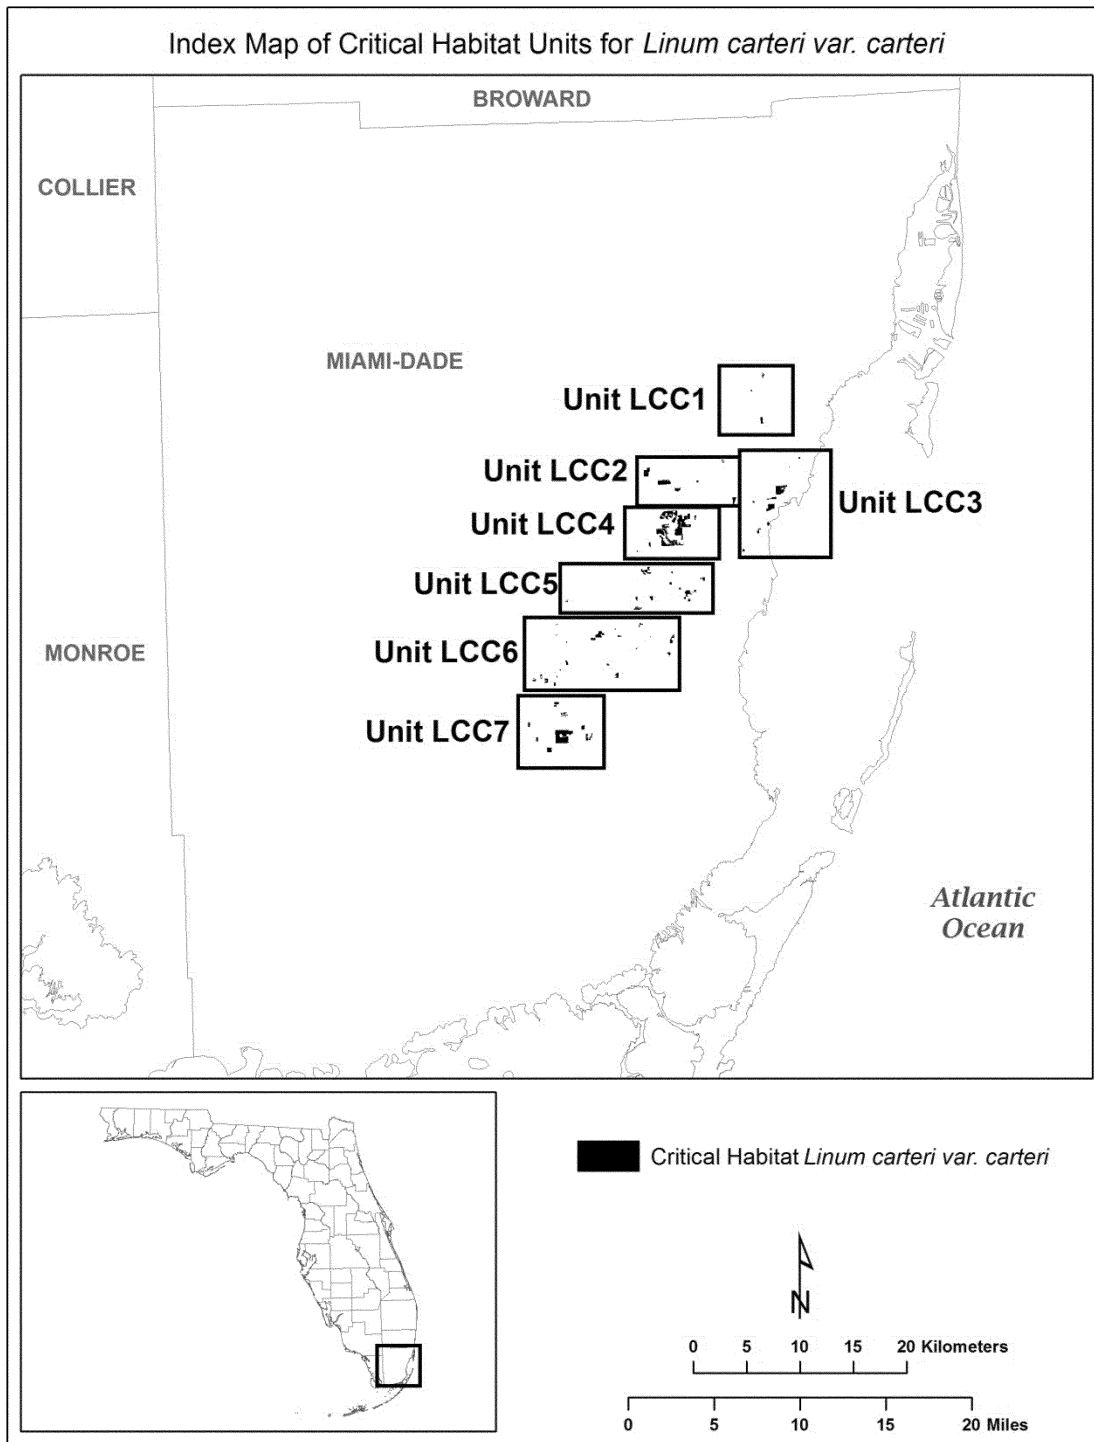 Index Map of Critical Habitat Units for Linum carteri var. carteri
BROWARD
COLLIER
MIAMI-DADE
Unit LCC1
Unit LCC2
Unit LCC3
Unit LCC4
Unit LCC5
MONROE
Unit LCC6
Unit LCC7
Atlantic
Ocean
Critical Habitat Linum carteri var. carteri
N
0 5 10 15 20 Kilometers
0 5 10 15 20 Miles